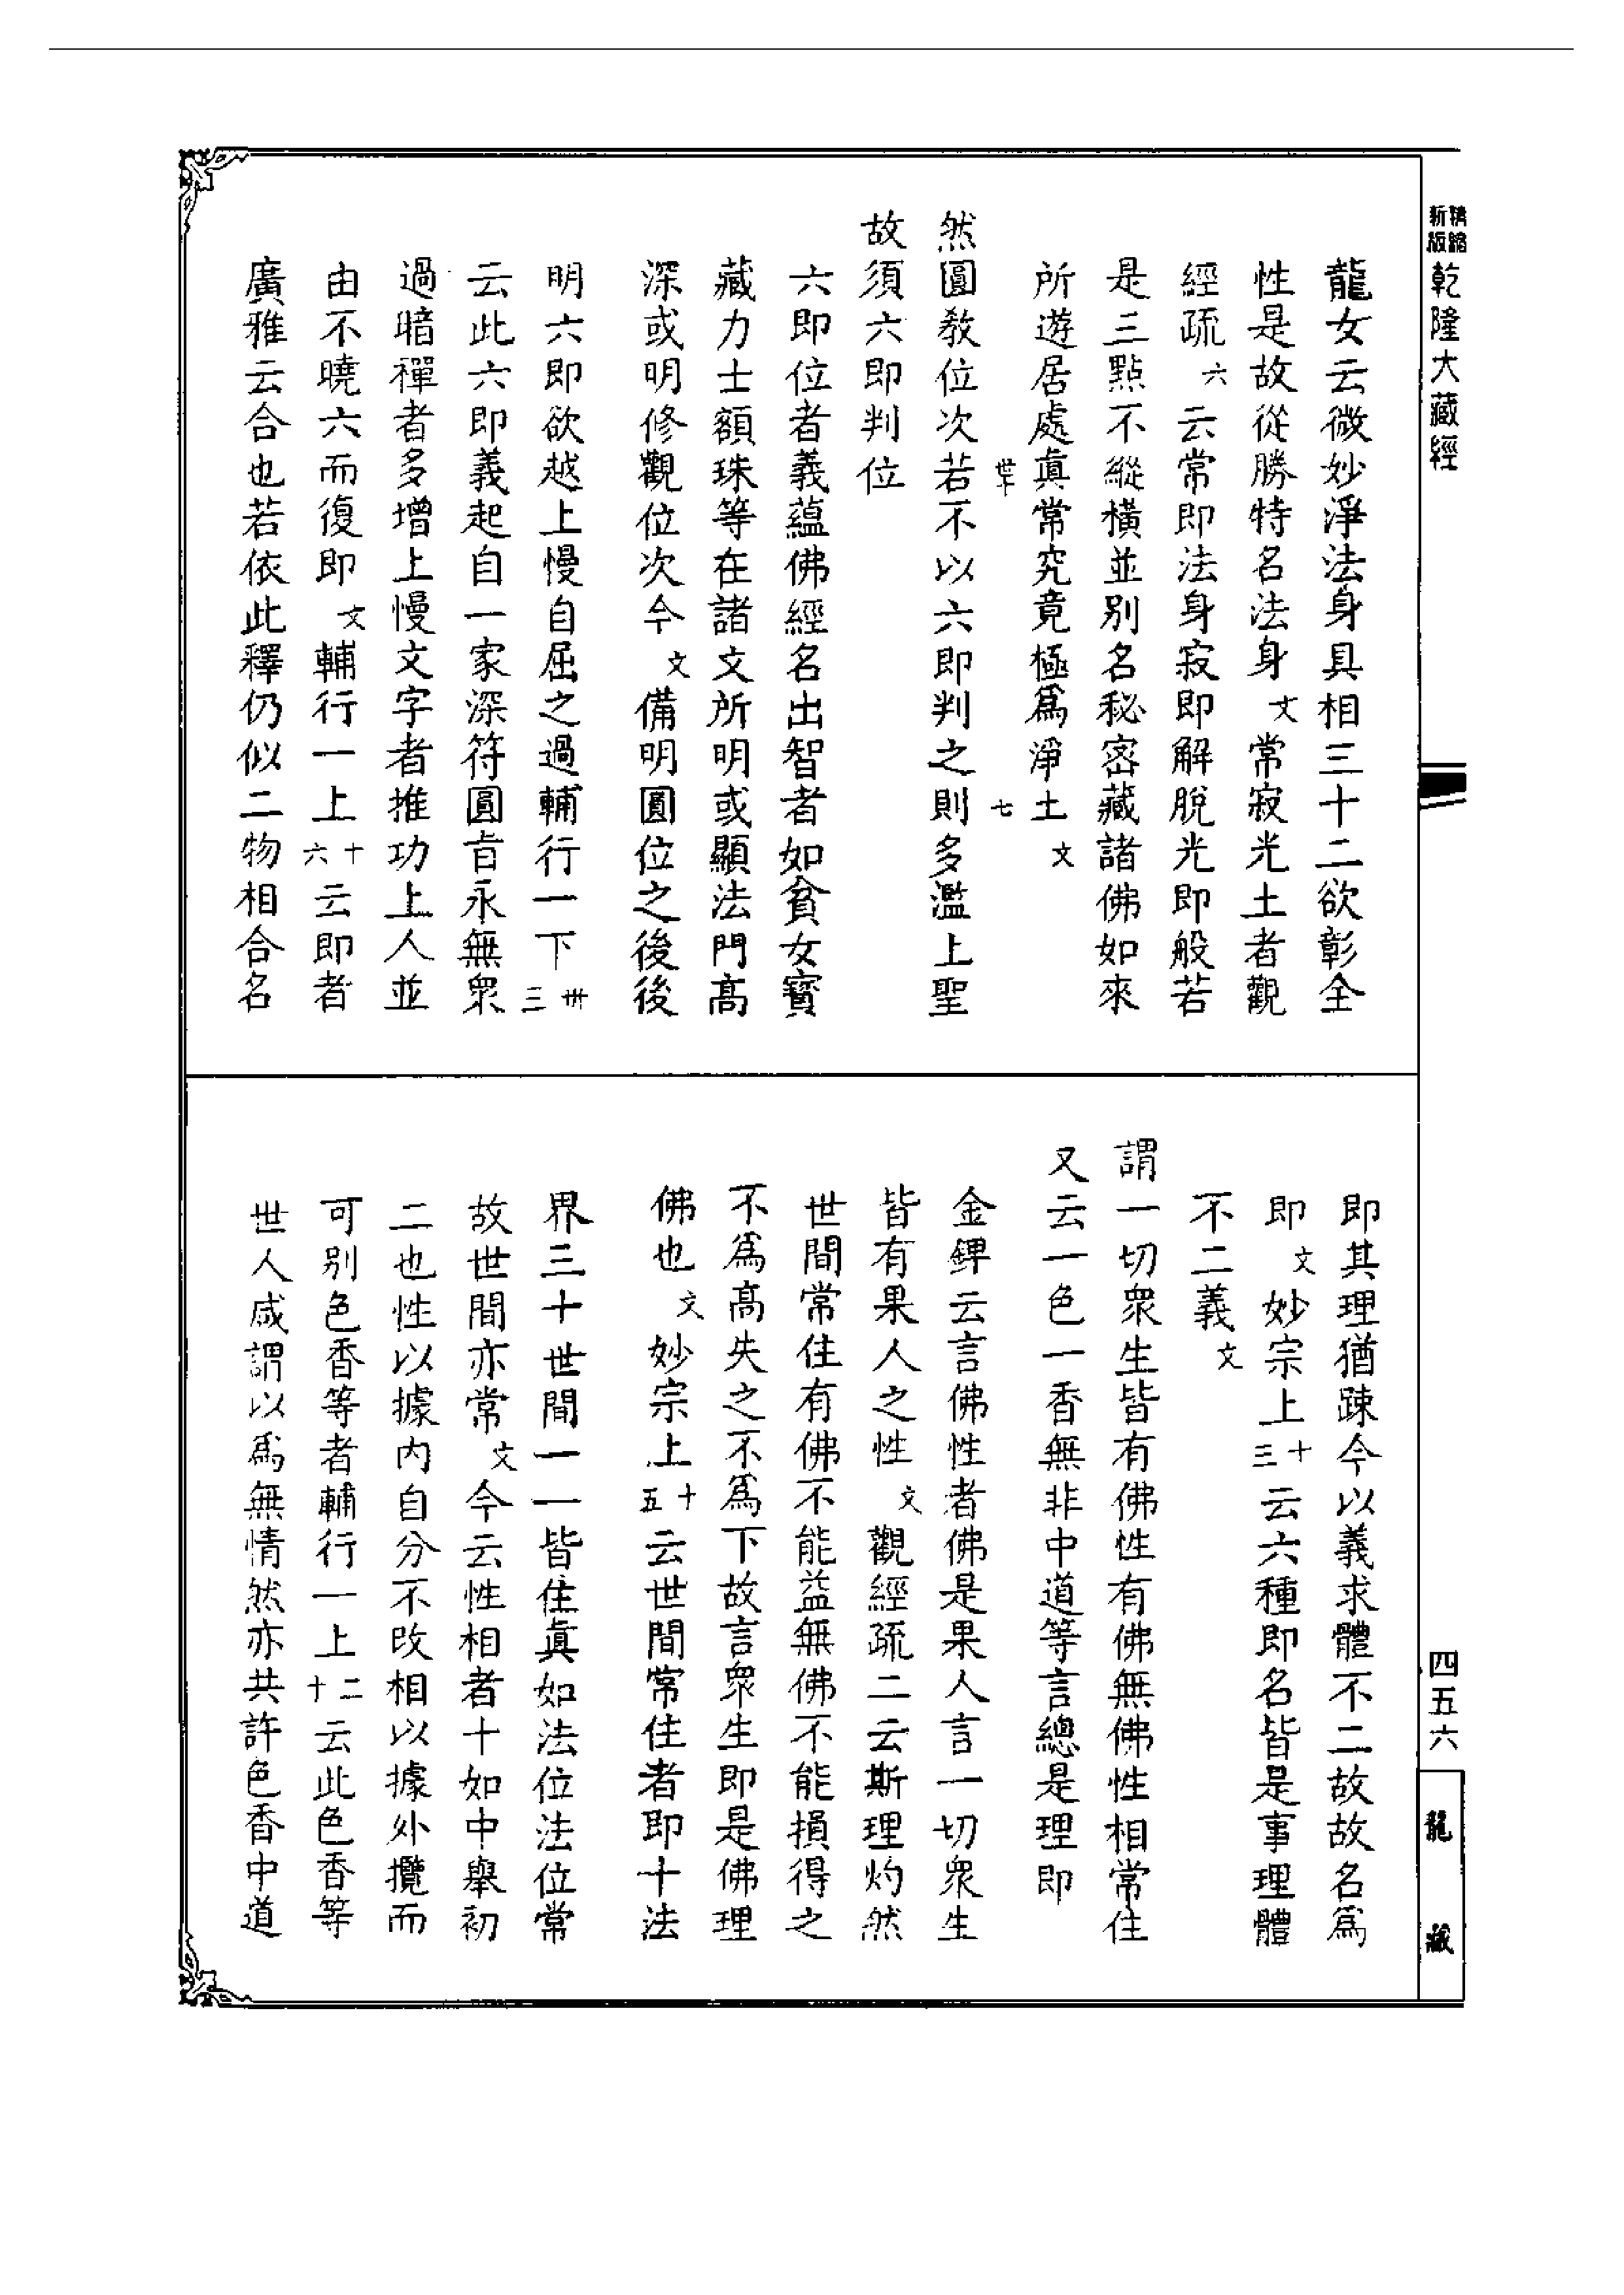 精縮
新版
乾隆大藏經
龍女云微妙淨法身具相三十二欲彰全
性是故從勝特名法身文常寂光土者觀
經疏六云常即法身寂即解脫光即般若
是三點不縱橫並別名秘密藏諸佛如來
所遊居處眞常究竟極爲淨土文
七
然圓教位次若不以六即判之則多濫上聖
故須六即判位
六即位者義蘊佛經名出智者如貧女寶
藏力士額珠等在諸文所明或顯法門高
深或明修觀位次今文備明圓位之後後
明六即欲越上慢自屈之過輔行一下卅三
云此六即義起自一家深符圓旨永無衆
過暗禪者多增上慢文字者推功上人並
由不曉六而復即文輔行一上十六云即者
廣雅云合也若依此釋仍似二物相合名
即其理猶踈今以義求體不二故故名爲
即文妙宗上十三云六種即名皆是事理體
不二義文
謂一切衆生皆有佛性有佛無佛性相常住
又云一色一香無非中道等言總是理即
金錍云言佛性者佛是果人言一切衆生
皆有果人之性文觀經疏二云斯理灼然
世間常住有佛不能益無佛不能損得之
不爲高失之不爲下故言衆生即是佛理
佛也文妙宗上十五云世間常住者即十法
界三十世間一一皆住眞如法位法位常
故世間亦常文今云性相者十如中舉初
二也性以據內自分不改相以據外攬而
可別色香等者輔行一上二十云此色香等
世人咸謂以爲無情然亦共許色香中道
四五六
龍藏